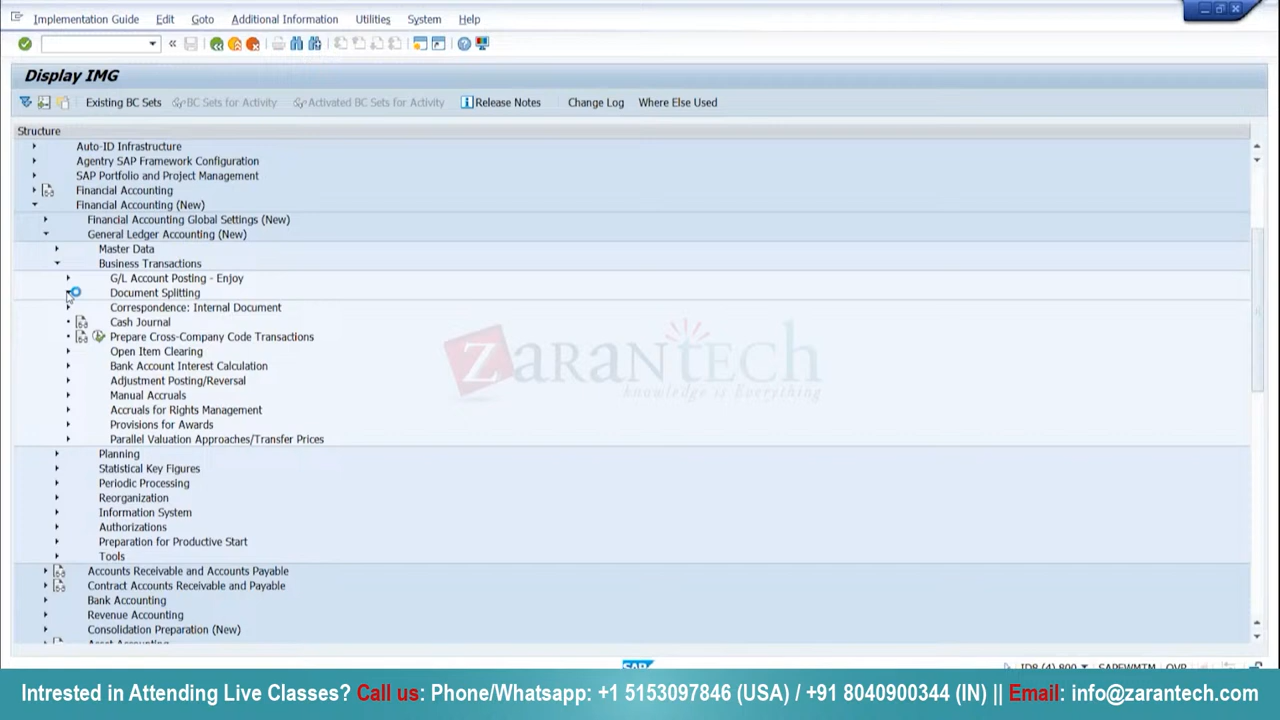 Implementation Guide Edit Goto Additional Information Utilities System Help
Display IMG
Existing BC Sets BC Sets for Activity Activated BC Sets for Activity Release Notes Change Log Where Else Used
Structure
Auto-ID Infrastructure
Agentry SAP Framework Configuration
SAP Portfolio and Project Management
Financial Accounting
Financial Accounting (New)
Financial Accounting Global Settings (New)
General Ledger Accounting (New)
Master Data
Business Transactions
G/L Account Posting - Enjoy
Document Splitting
Correspondence: Internal Document
Cash Journal
Prepare Cross-Company Code Transactions
Open Item Clearing
Bank Account Interest Calculation
Adjustment Posting/Reversal
Manual Accruals
Accruals for Rights Management
Provisions for Awards
Parallel Valuation Approaches/Transfer Prices
Planning
Statistical Key Figures
Periodic Processing
Reorganization
Information System
Authorizations
Preparation for Productive Start
Tools
Accounts Receivable and Accounts Payable
Contract Accounts Receivable and Payable
Bank Accounting
Revenue Accounting
Consolidation Preparation (New)
Asset Accounting
ZARANTECH
knowledge is Everything
SAP
Intrested in Attending Live Classes? Call us: Phone/Whatsapp: +1 5153097846 (USA) / +91 8040900344 (IN) || Email: info@zarantech.com